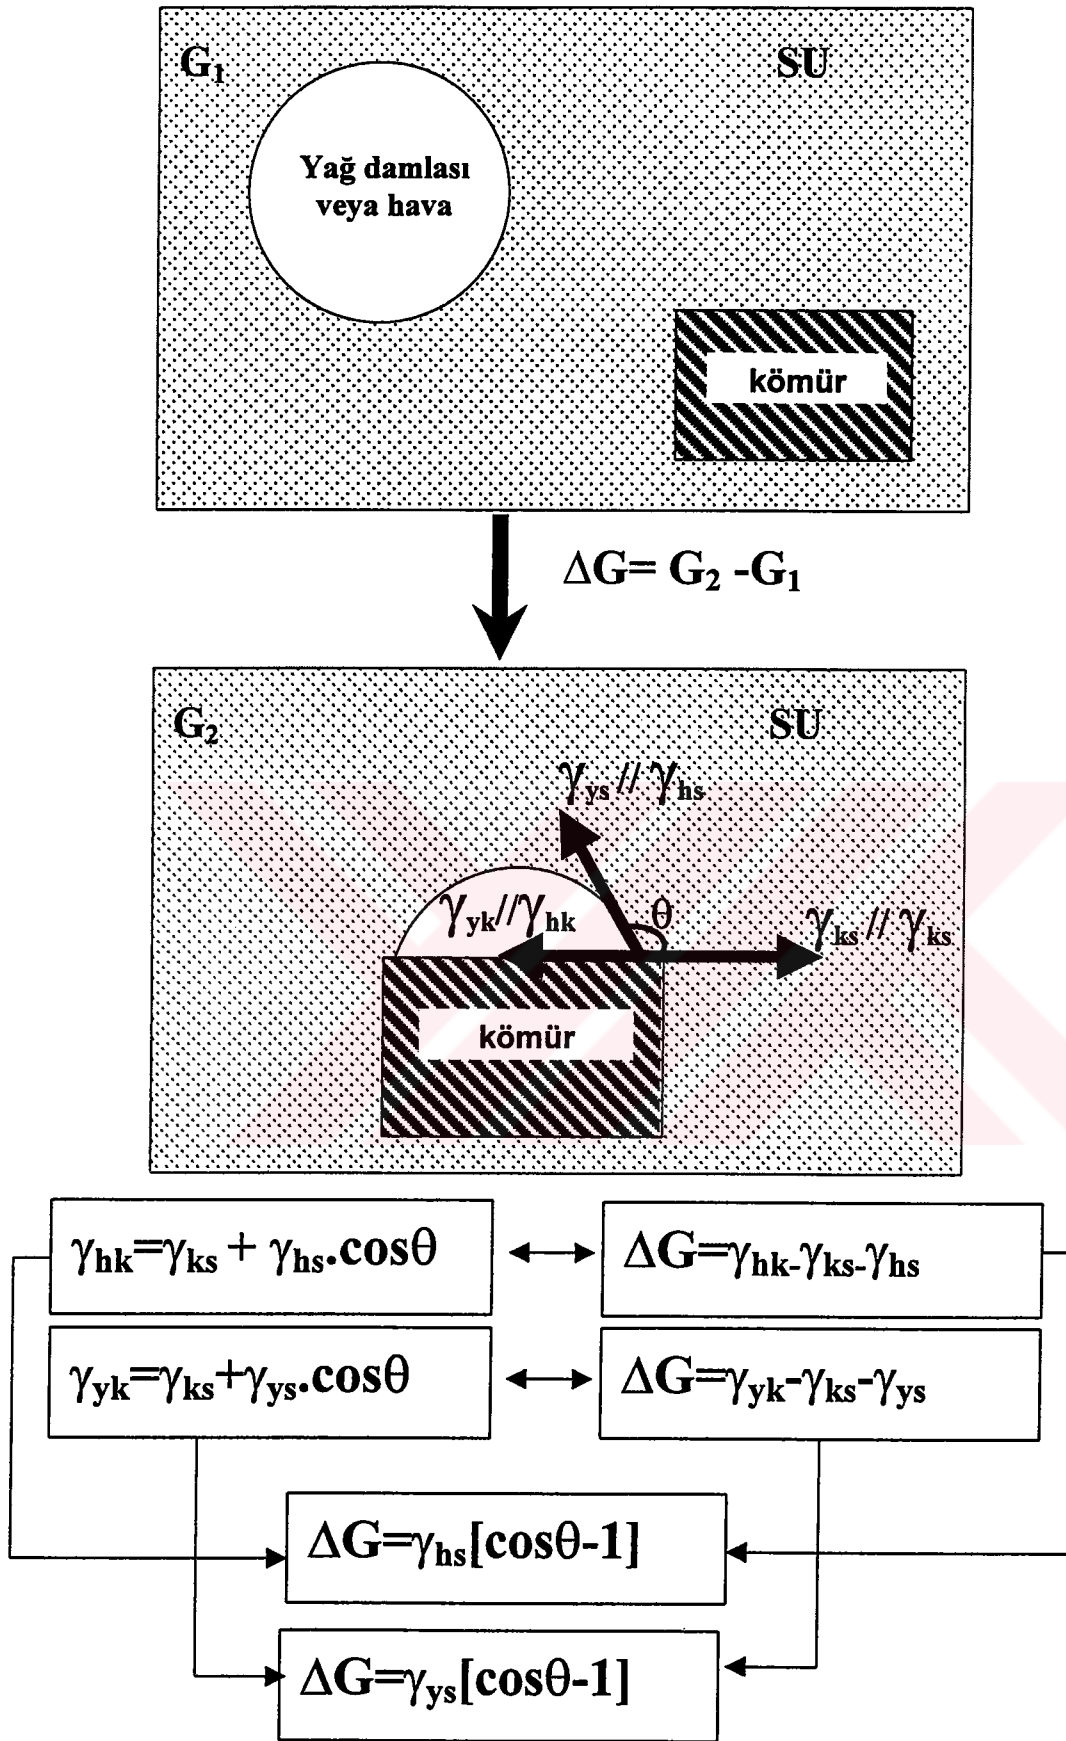 G₁
SU
Yağ damlası
veya hava
kömür
ΔG= G₂ -G₁
G₂
SU
γys // γhs
γyk//γhk
θ
γks // γks
kömür
γhk=γks + γhs.cosθ
ΔG=γhk-γks-γhs
γyk=γks+γys.cosθ
ΔG=γyk-γks-γys
ΔG=γhs[cosθ-1]
ΔG=γys[cosθ-1]